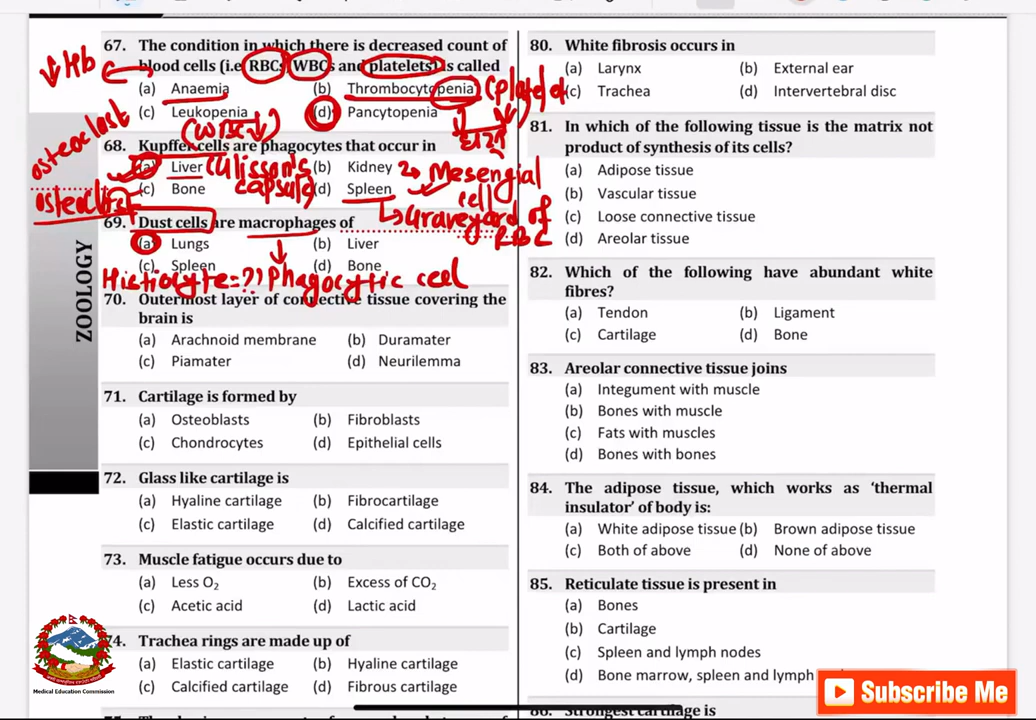 67. The condition in which there is decreased count of
blood cells (i.e RBCs, WBCs and platelets) is called
(a) Anaemia (b) Thrombocytopenia
(c) Leukopenia (d) Pancytopenia
↓Hb
(WBC↓)
68. Kupffer cells are phagocytes that occur in
(a) Liver (b) Kidney
(c) Bone (d) Spleen
osteoclast
osteoclast
capsule)
Mesengial
cell
Graveyard of
RBC
69. Dust cells are macrophages of
(a) Lungs (b) Liver
(c) Spleen (d) Bone
Histiocyte=?? Phagocytic cell
70. Outermost layer of connective tissue covering the
brain is
(a) Arachnoid membrane (b) Duramater
(c) Piamater (d) Neurilemma
71. Cartilage is formed by
(a) Osteoblasts (b) Fibroblasts
(c) Chondrocytes (d) Epithelial cells
72. Glass like cartilage is
(a) Hyaline cartilage (b) Fibrocartilage
(c) Elastic cartilage (d) Calcified cartilage
73. Muscle fatigue occurs due to
(a) Less O₂ (b) Excess of CO₂
(c) Acetic acid (d) Lactic acid
74. Trachea rings are made up of
(a) Elastic cartilage (b) Hyaline cartilage
(c) Calcified cartilage (d) Fibrous cartilage
ZOOLOGY
Medical Education Commission
80. White fibrosis occurs in
(a) Larynx (b) External ear
(c) Trachea (d) Intervertebral disc
81. In which of the following tissue is the matrix not
product of synthesis of its cells?
(a) Adipose tissue
(b) Vascular tissue
(c) Loose connective tissue
(d) Areolar tissue
82. Which of the following have abundant white
fibres?
(a) Tendon (b) Ligament
(c) Cartilage (d) Bone
83. Areolar connective tissue joins
(a) Integument with muscle
(b) Bones with muscle
(c) Fats with muscles
(d) Bones with bones
84. The adipose tissue, which works as 'thermal
insulator' of body is:
(a) White adipose tissue (b) Brown adipose tissue
(c) Both of above (d) None of above
85. Reticulate tissue is present in
(a) Bones
(b) Cartilage
(c) Spleen and lymph nodes
(d) Bone marrow, spleen and lymph
86. Strongest cartilage is
Subscribe Me